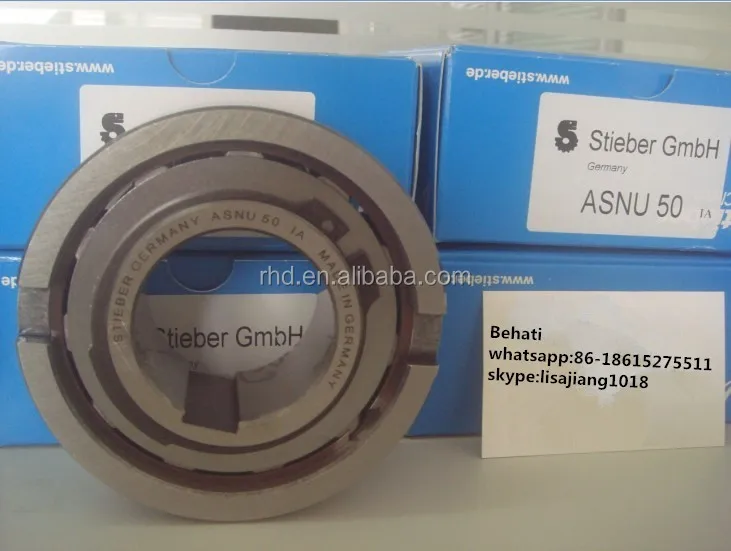 www.stieber.de
www.stieber.de
Stieber GmbH
Germany
ASNU 50 IA
STIEBER GERMANY ASNU 50 IA MADE IN GERMANY
rhd.en.alibaba.com
Stieber GmbH
www.stieber.de
Behati
whatsapp:86-18615275511
skype:lisajiang1018